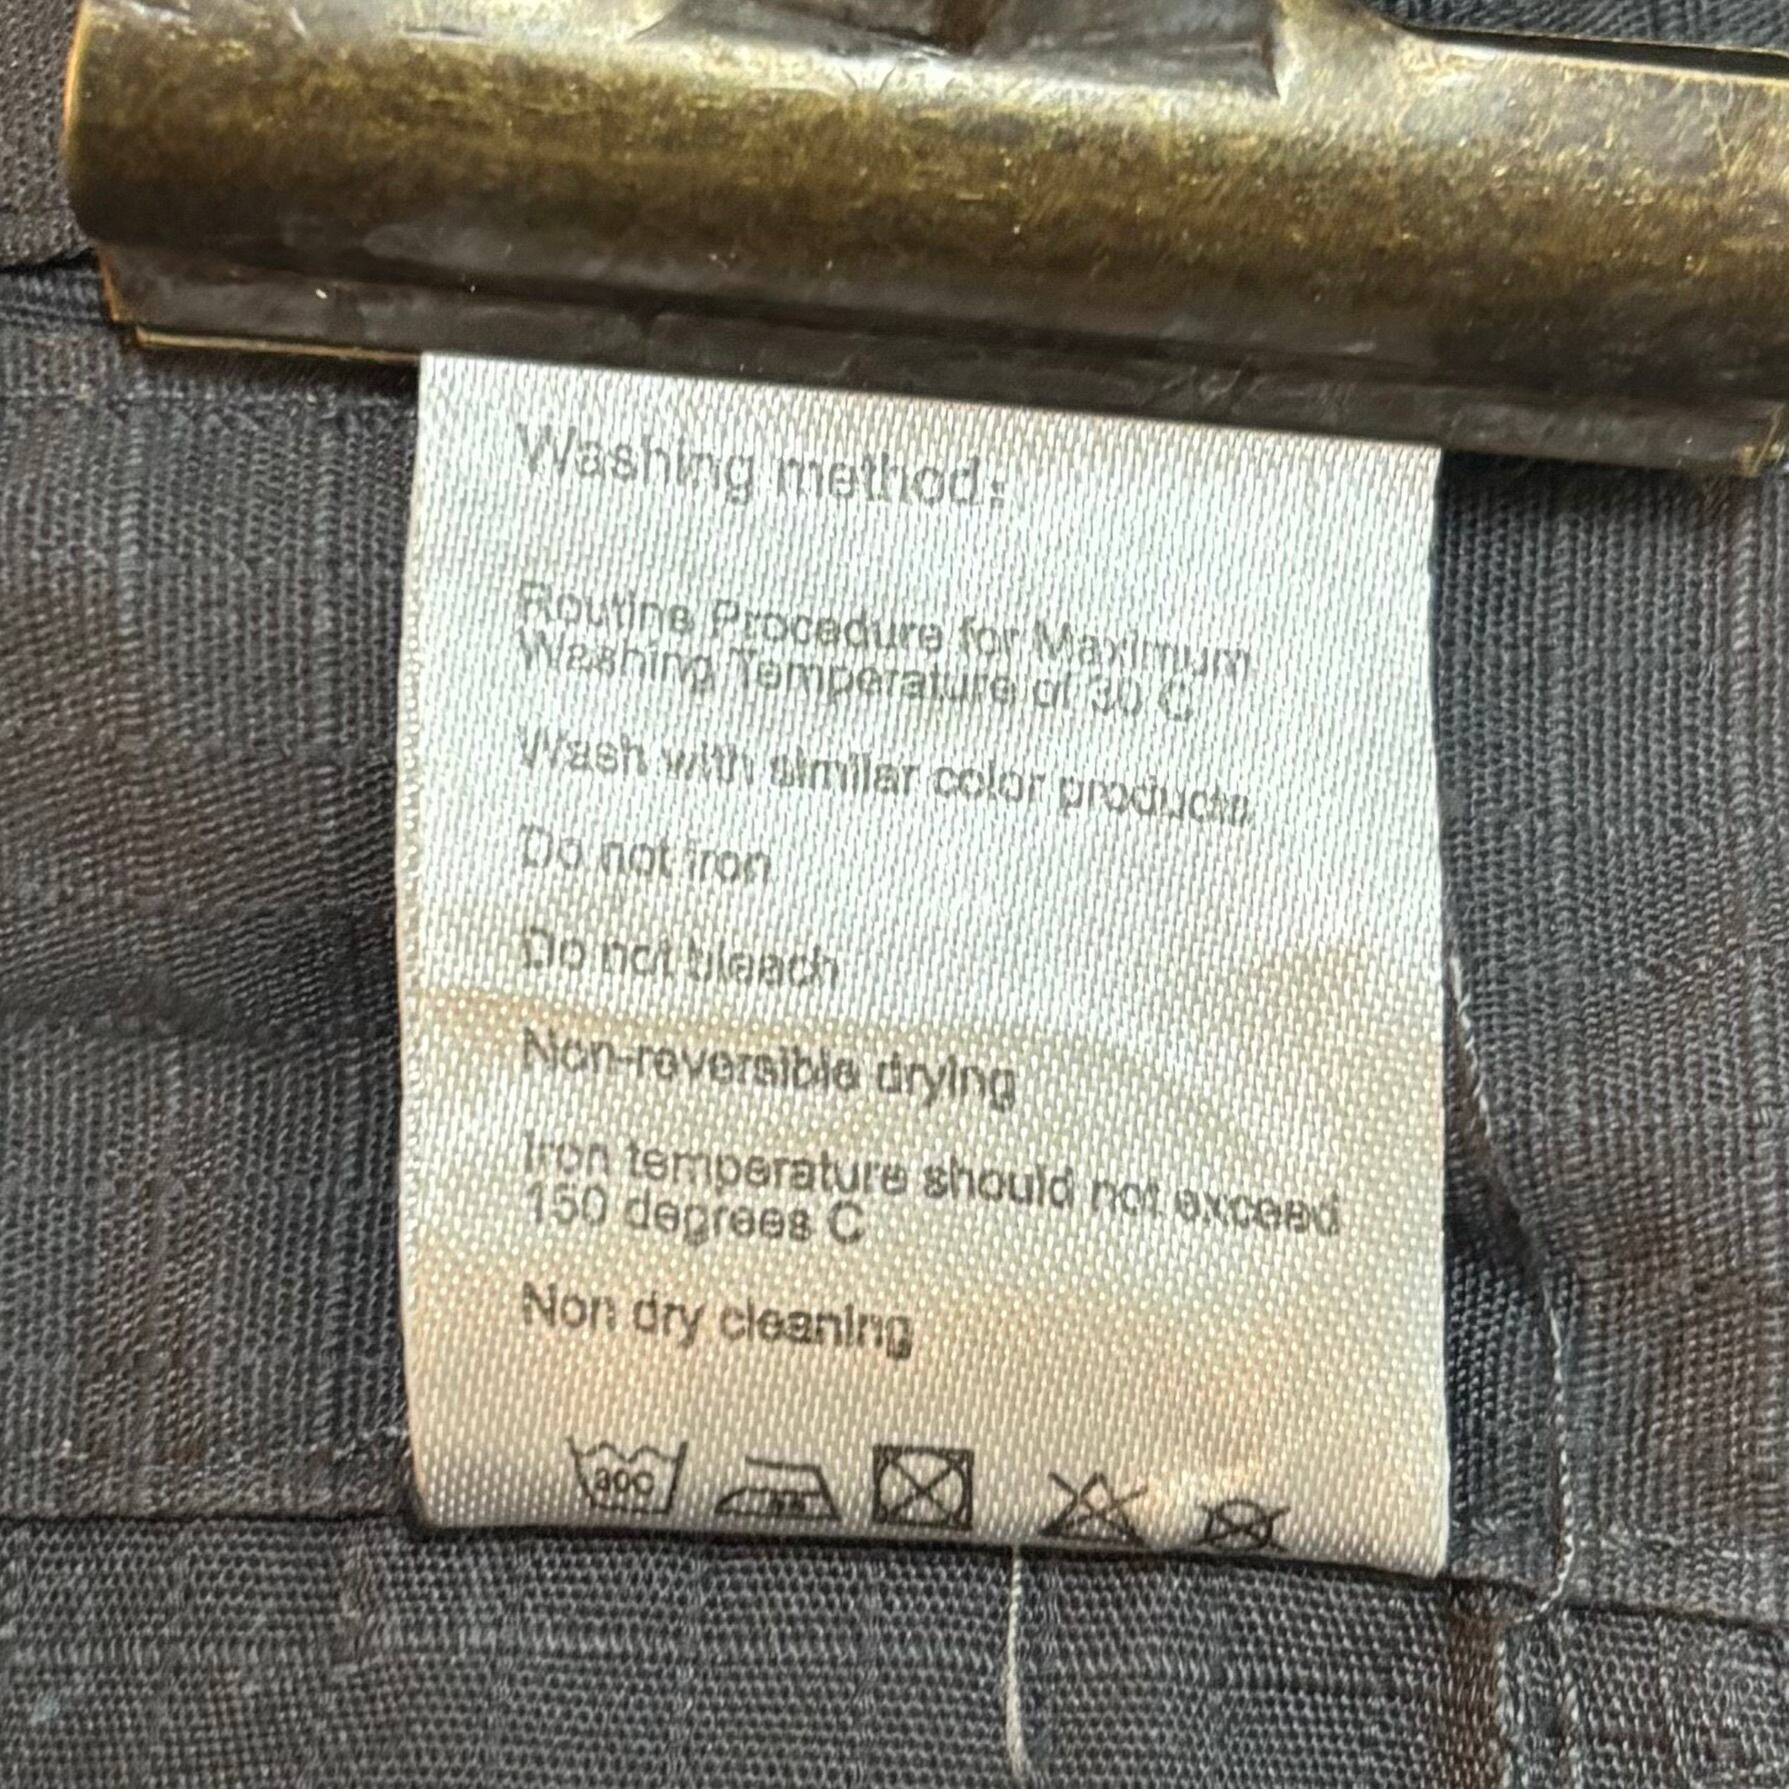 Washing method:
Routine Procedure for Maximum
Washing Temperature of 30 C
Wash with similar color products
Do not iron
Do not bleach
Non-reversible drying
Iron temperature should not exceed
150 degrees C
Non dry cleaning
30C